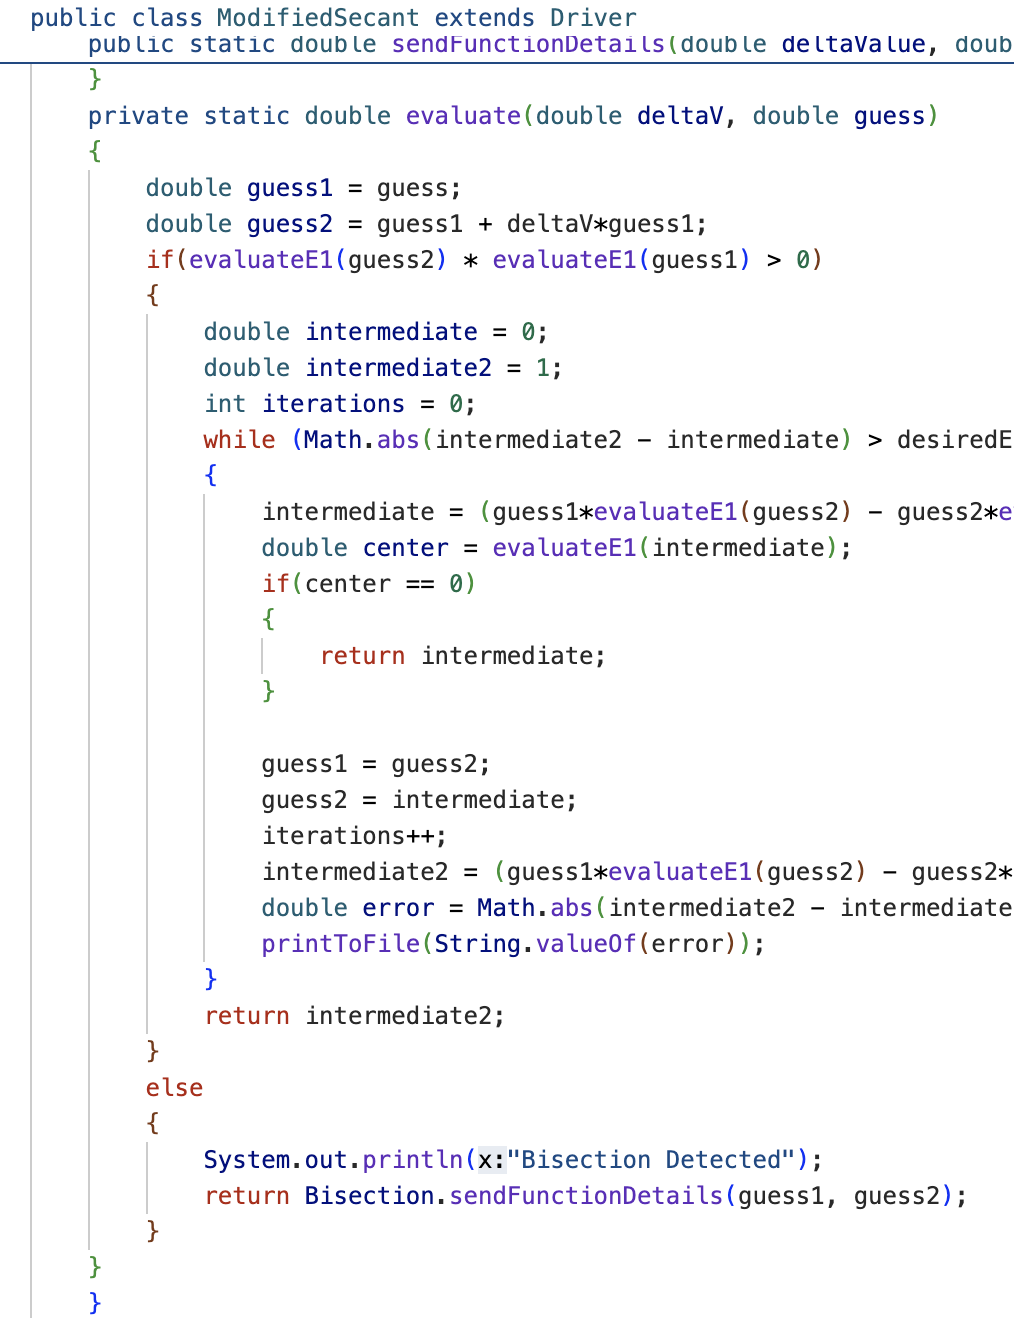 public class ModifiedSecant extends Driver
public static double sendFunctionDetails(double deltaValue, doub
}
private static double evaluate(double deltaV, double guess)
{
double guess1 = guess;
double guess2 = guess1 + deltaV*guess1;
if(evaluateE1(guess2) * evaluateE1(guess1) > 0)
{
double intermediate = 0;
double intermediate2 = 1;
int iterations = 0;
while (Math.abs(intermediate2 - intermediate) > desiredE
{
intermediate = (guess1*evaluateE1(guess2) - guess2*e
double center = evaluateE1(intermediate);
if(center == 0)
{
return intermediate;
}
guess1 = guess2;
guess2 = intermediate;
iterations++;
intermediate2 = (guess1*evaluateE1(guess2) - guess2*
double error = Math.abs(intermediate2 - intermediate
printToFile(String.valueOf(error));
}
return intermediate2;
}
else
{
System.out.println(x:"Bisection Detected");
return Bisection.sendFunctionDetails(guess1, guess2);
}
}
}